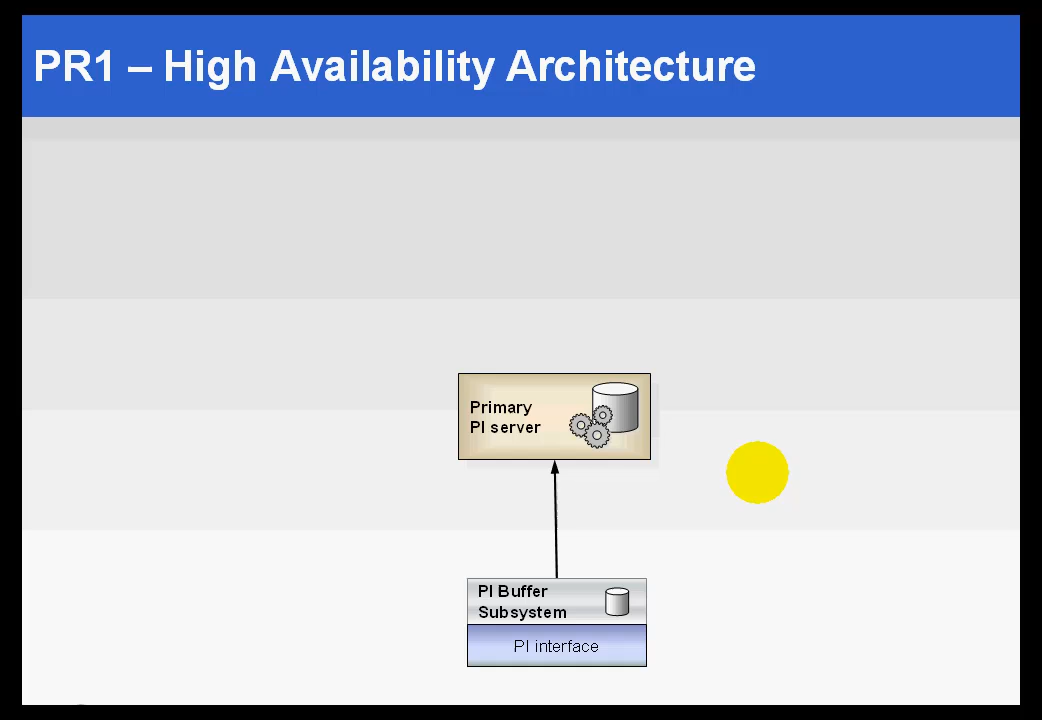 PR1 – High Availability Architecture
Primary
PI server
PI Buffer
Subsystem
PI interface